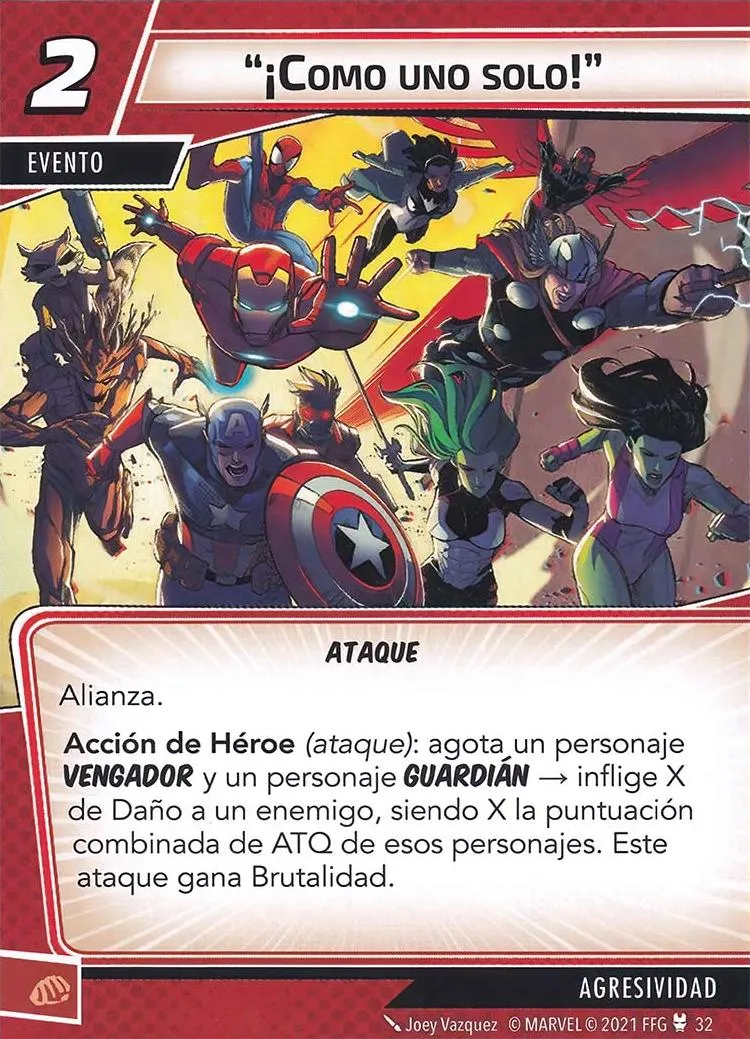 2
“¡Como uno solo!”
EVENTO
ATAQUE
Alianza.
Acción de Héroe (ataque): agota un personaje
VENGADOR y un personaje GUARDIÁN → inflige X
de Daño a un enemigo, siendo X la puntuación
combinada de ATQ de esos personajes. Este
ataque gana Brutalidad.
AGRESIVIDAD
Joey Vazquez © MARVEL © 2021 FFG 32